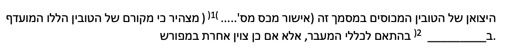 היצואן של הטובין המכוסים במסמך זה (אישור מכס מס'.....)1( ( מצהיר כי מקורם של הטובין הללו המועדף
ב.__________ 2( בהתאם לכללי המעבר, אלא אם כן צוין אחרת במפורש